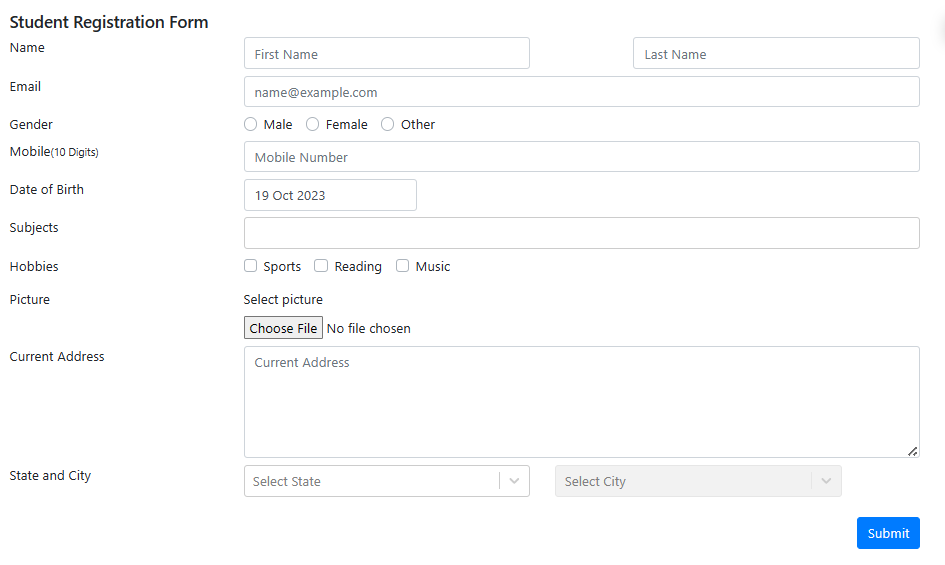 Student Registration Form
Name First Name Last Name
Email name@example.com
Gender Male Female Other
Mobile(10 Digits) Mobile Number
Date of Birth 19 Oct 2023
Subjects
Hobbies Sports Reading Music
Picture Select picture
Choose File No file chosen
Current Address Current Address
State and City Select State Select City
Submit